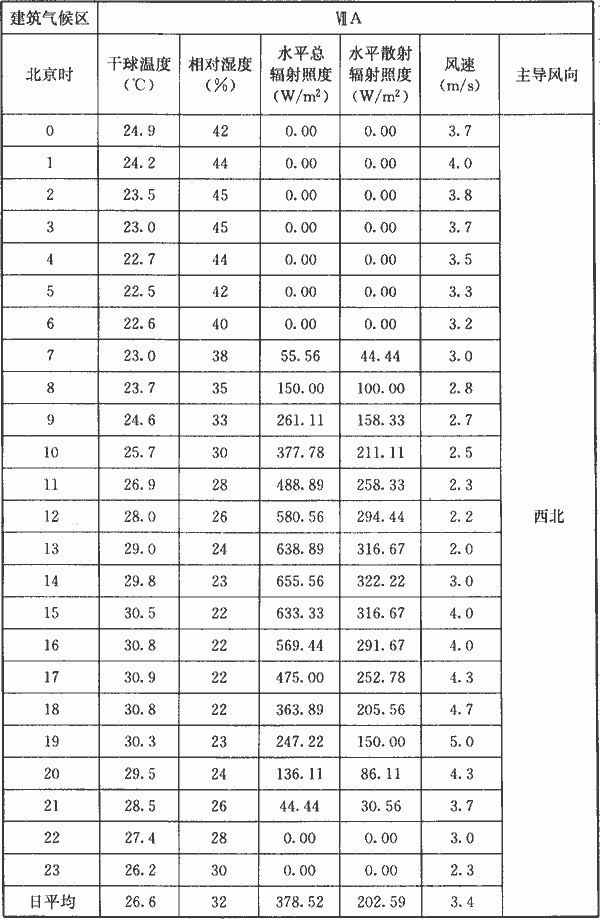 建筑气候区 ⅦA
北京时 干球温度(℃) 相对湿度(%) 水平总辐射照度(W/m²) 水平散射辐射照度(W/m²) 风速(m/s) 主导风向
0 24.9 42 0.00 0.00 3.7
1 24.2 44 0.00 0.00 4.0
2 23.5 45 0.00 0.00 3.8
3 23.0 45 0.00 0.00 3.7
4 22.7 44 0.00 0.00 3.5
5 22.5 42 0.00 0.00 3.3
6 22.6 40 0.00 0.00 3.2
7 23.0 38 55.56 44.44 3.0
8 23.7 35 150.00 100.00 2.8
9 24.6 33 261.11 158.33 2.7
10 25.7 30 377.78 211.11 2.5
11 26.9 28 488.89 258.33 2.3
12 28.0 26 580.56 294.44 2.2 西北
13 29.0 24 638.89 316.67 2.0
14 29.8 23 655.56 322.22 3.0
15 30.5 22 633.33 316.67 4.0
16 30.8 22 569.44 291.67 4.0
17 30.9 22 475.00 252.78 4.3
18 30.8 22 363.89 205.56 4.7
19 30.3 23 247.22 150.00 5.0
20 29.5 24 136.11 86.11 4.3
21 28.5 26 44.44 30.56 3.7
22 27.4 28 0.00 0.00 3.0
23 26.2 30 0.00 0.00 2.3
日平均 26.6 32 378.52 202.59 3.4